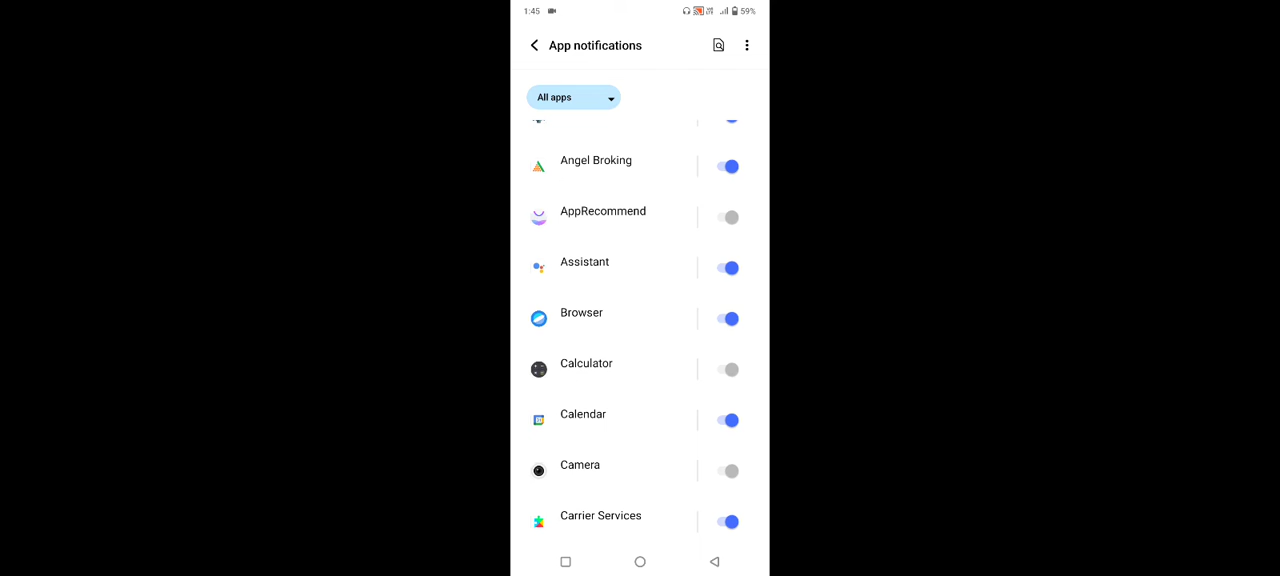 1:45 59%
App notifications
All apps
Angel Broking
AppRecommend
Assistant
Browser
Calculator
Calendar
Camera
Carrier Services